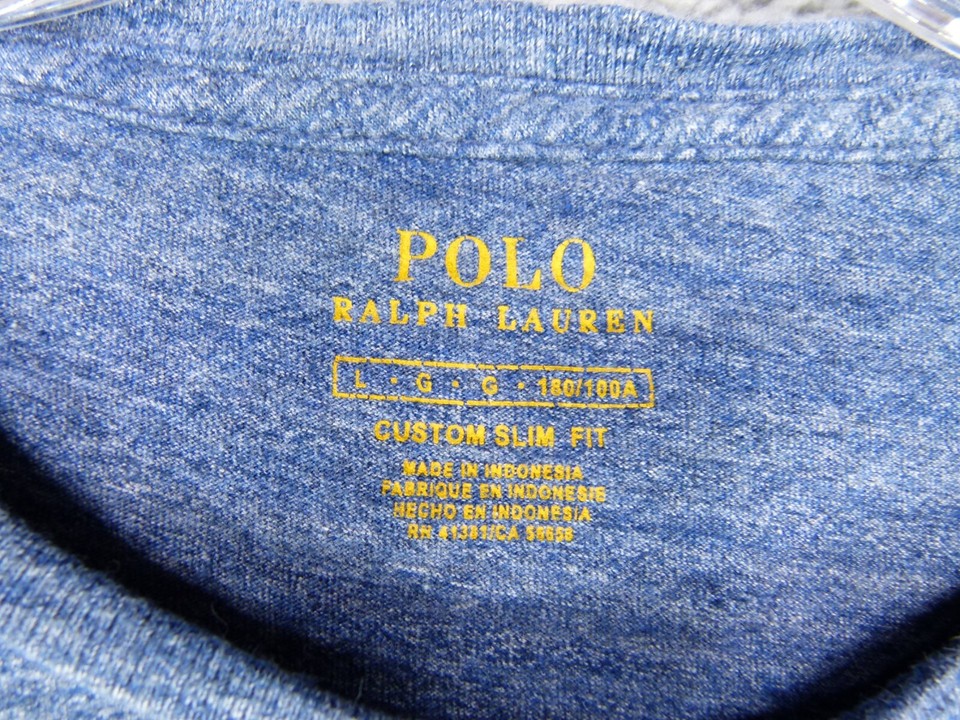 POLO
RALPH LAUREN
L · G · G · 180/100A
CUSTOM SLIM FIT
MADE IN INDONESIA
FABRIQUE EN INDONESIE
HECHO EN INDONESIA
RN 41381/CA